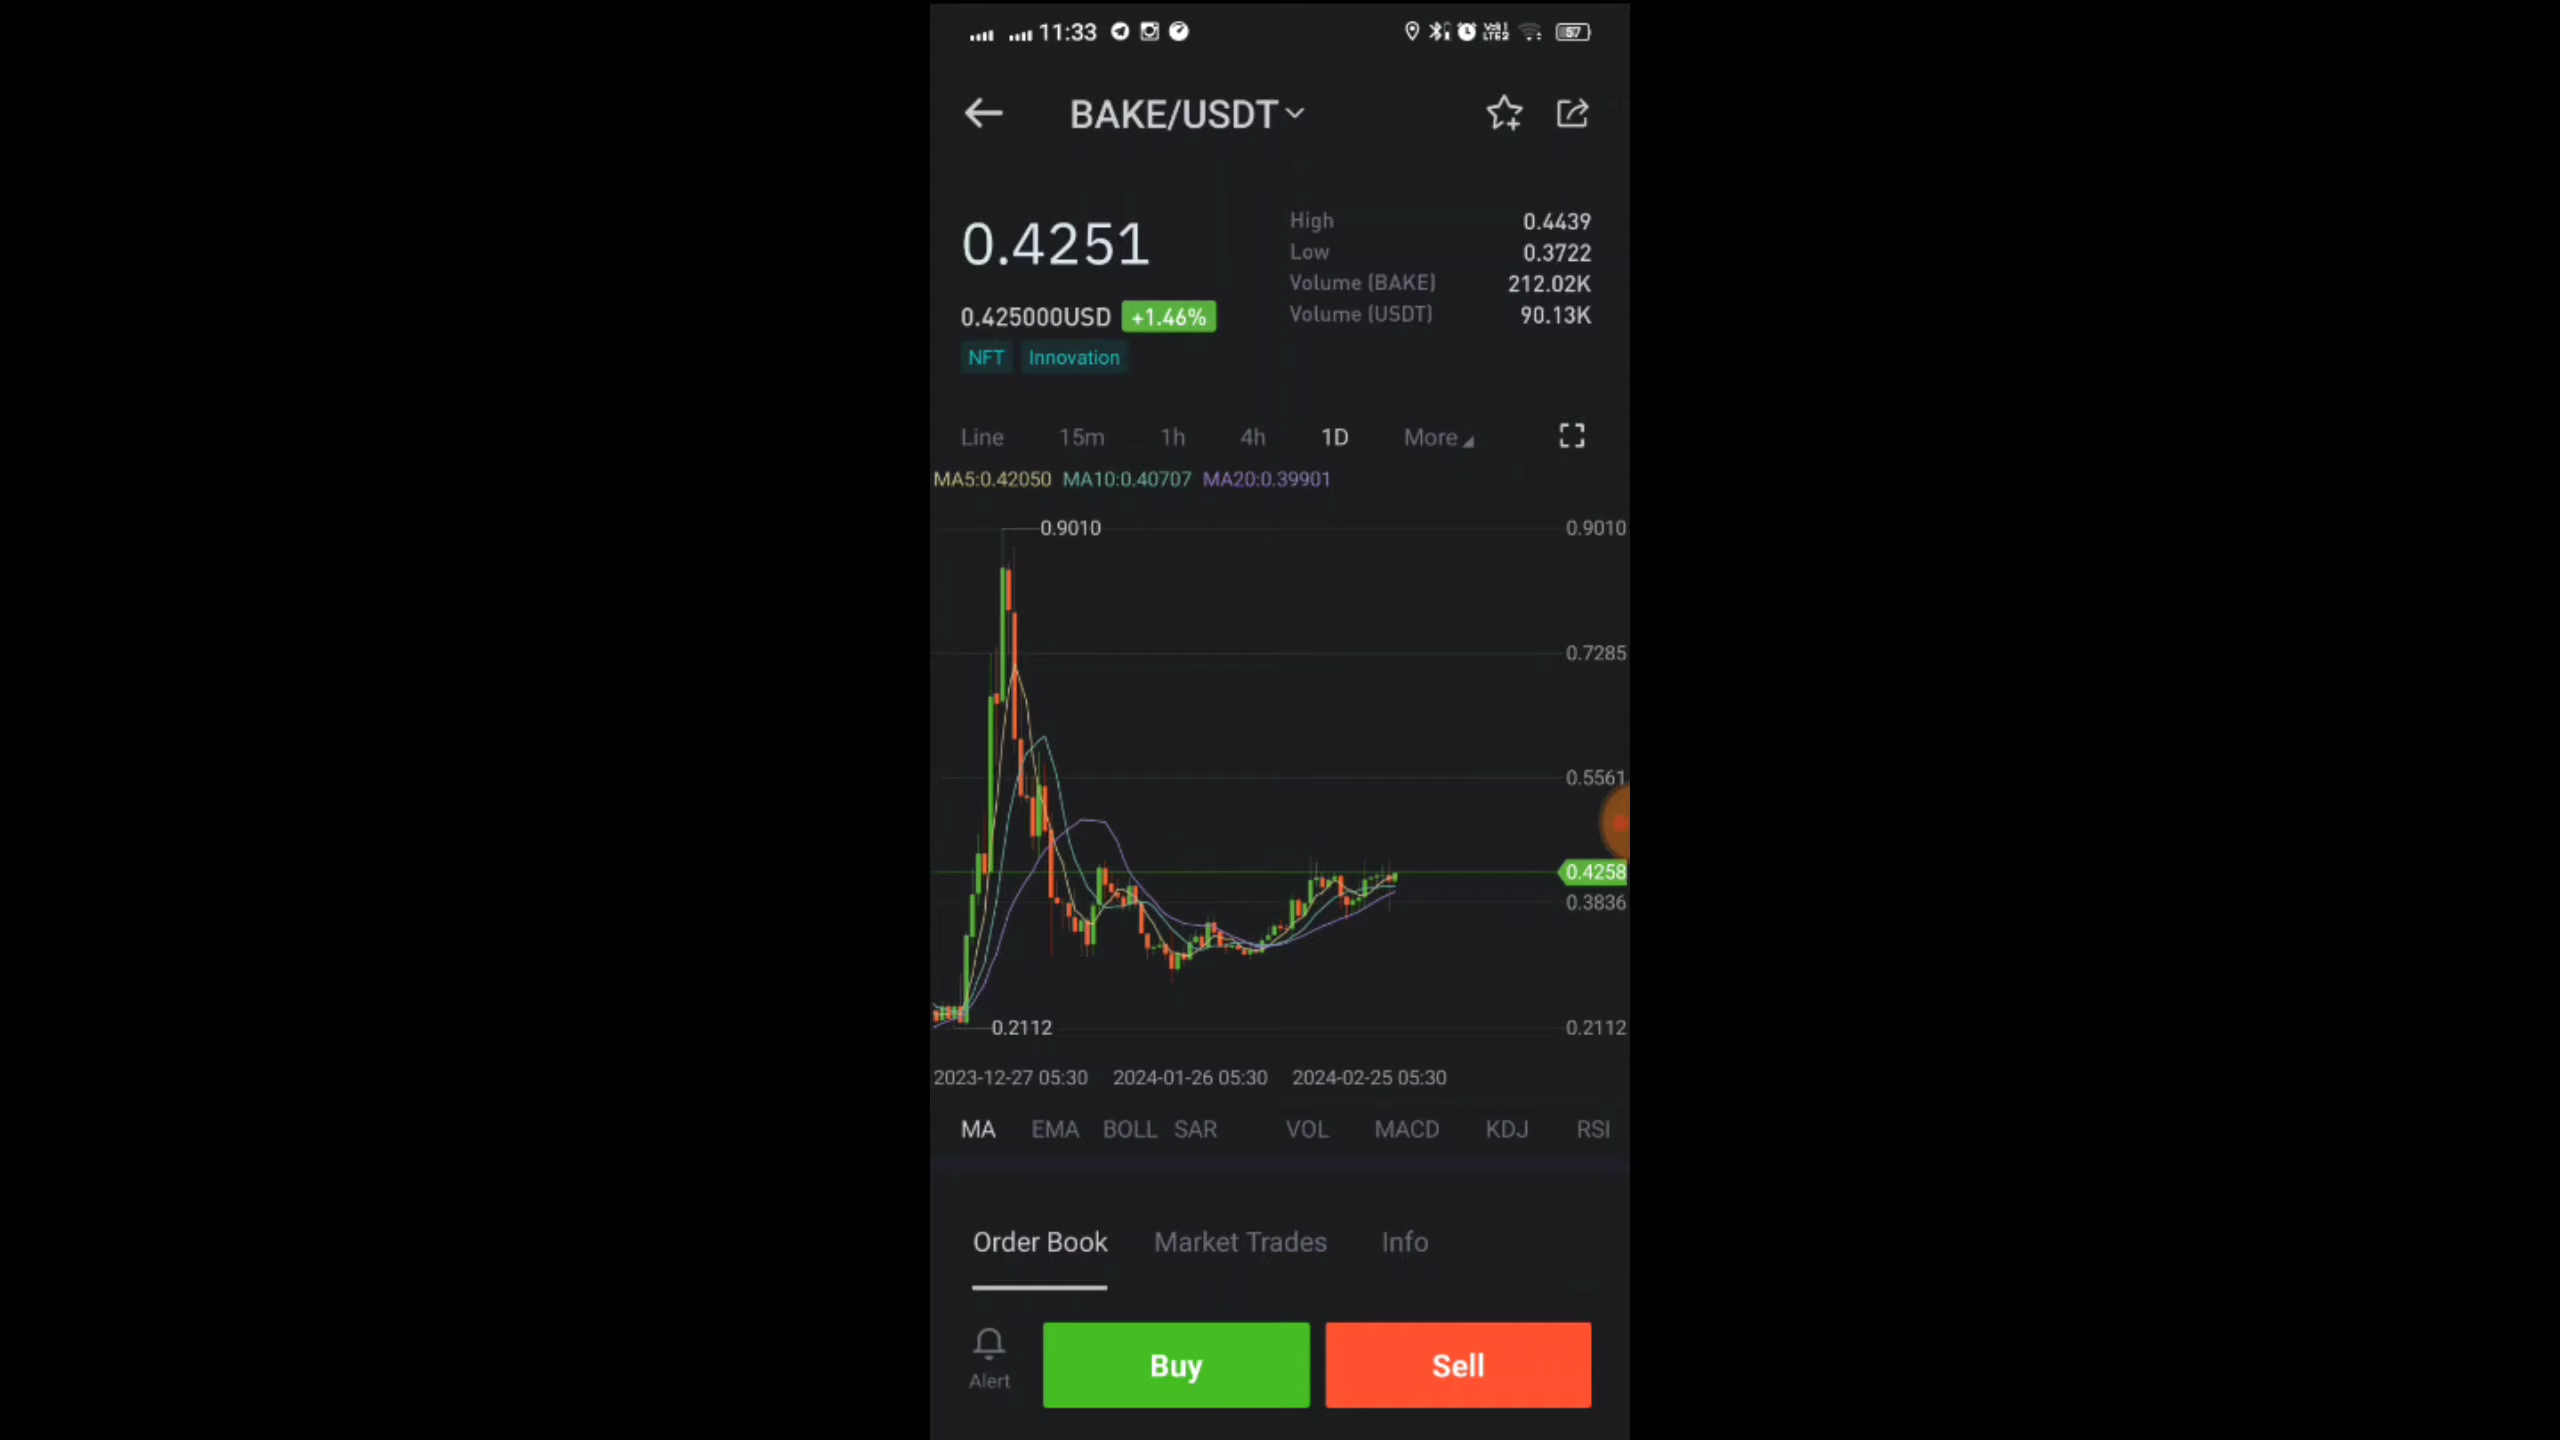 11:33 VoLTE2 57
BAKE/USDT
0.4251
High 0.4439
Low 0.3722
Volume (BAKE) 212.02K
Volume (USDT) 90.13K
0.425000USD +1.46%
NFT Innovation
Line 15m 1h 4h 1D More
MA5:0.42050 MA10:0.40707 MA20:0.39901
0.9010 0.9010
0.7285
0.5561
0.4258
0.3836
0.2112 0.2112
2023-12-27 05:30 2024-01-26 05:30 2024-02-25 05:30
MA EMA BOLL SAR VOL MACD KDJ RSI
Order Book Market Trades Info
Alert Buy Sell